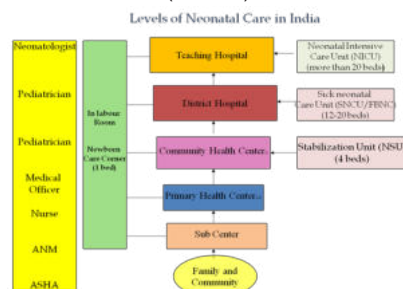 Levels of Neonatal Care in India
Neonatologist
Pediatrician
Pediatrician
Medical
Officer
Nurse
ANM
ASHA
In labour
Room
Newborn
Care Corner
(1 bed)
Teaching Hospital
District Hospital
Community Health Center..
Primary Health Center...
Sub Center
Family and
Community
Neonatal Intensive
Care Unit (NICU)
(more than 20 beds)
Sick neonatal
Care Unit (SNCU/FBNC)
(12-20 beds)
Stabilization Unit (NSU
(4 beds)